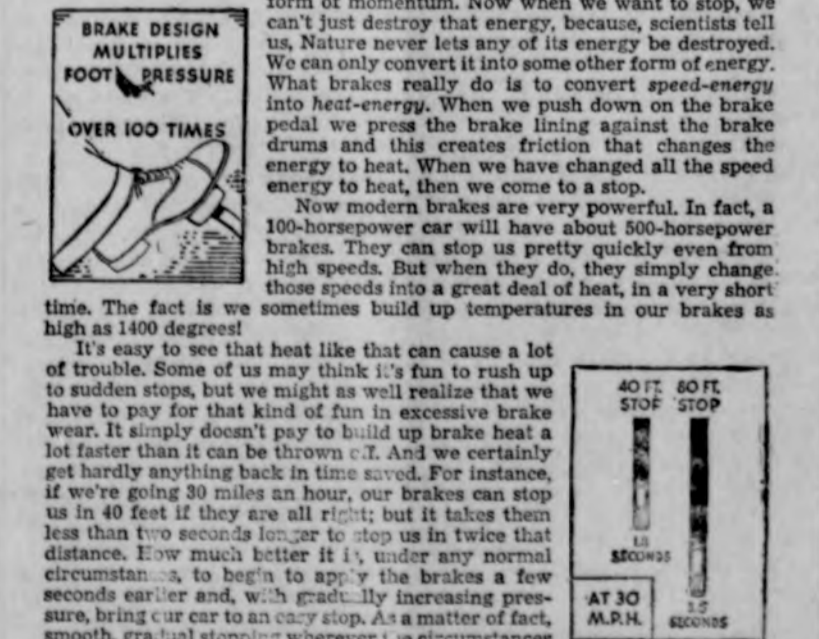 BRAKE DESIGN
MULTIPLIES
FOOT PRESSURE
OVER 100 TIMES
form of momentum. Now when we want to stop, we
can't just destroy that energy, because, scientists tell
us, Nature never lets any of its energy be destroyed.
We can only convert it into some other form of energy.
What brakes really do is to convert speed-energy
into heat-energy. When we push down on the brake
pedal we press the brake lining against the brake
drums and this creates friction that changes the
energy to heat. When we have changed all the speed
energy to heat, then we come to a stop.
Now modern brakes are very powerful. In fact, a
100-horsepower car will have about 500-horsepower
brakes. They can stop us pretty quickly even from
high speeds. But when they do, they simply change
those speeds into a great deal of heat, in a very short
time. The fact is we sometimes build up temperatures in our brakes as
high as 1400 degrees!
It's easy to see that heat like that can cause a lot
of trouble. Some of us may think it's fun to rush up
to sudden stops, but we might as well realize that we
have to pay for that kind of fun in excessive brake
wear. It simply doesn't pay to build up brake heat a
lot faster than it can be thrown off. And we certainly
get hardly anything back in time saved. For instance,
if we're going 30 miles an hour, our brakes can stop
us in 40 feet if they are all right; but it takes them
less than two seconds longer to stop us in twice that
distance. How much better it is, under any normal
circumstances, to begin to apply the brakes a few
seconds earlier and, with gradually increasing pres-
sure, bring our car to an easy stop. As a matter of fact,
smooth, gradual stopping wherever the circumstances
40 FT. 80 FT.
STOP STOP
SECONDS
AT 30
M.P.H.
SECONDS